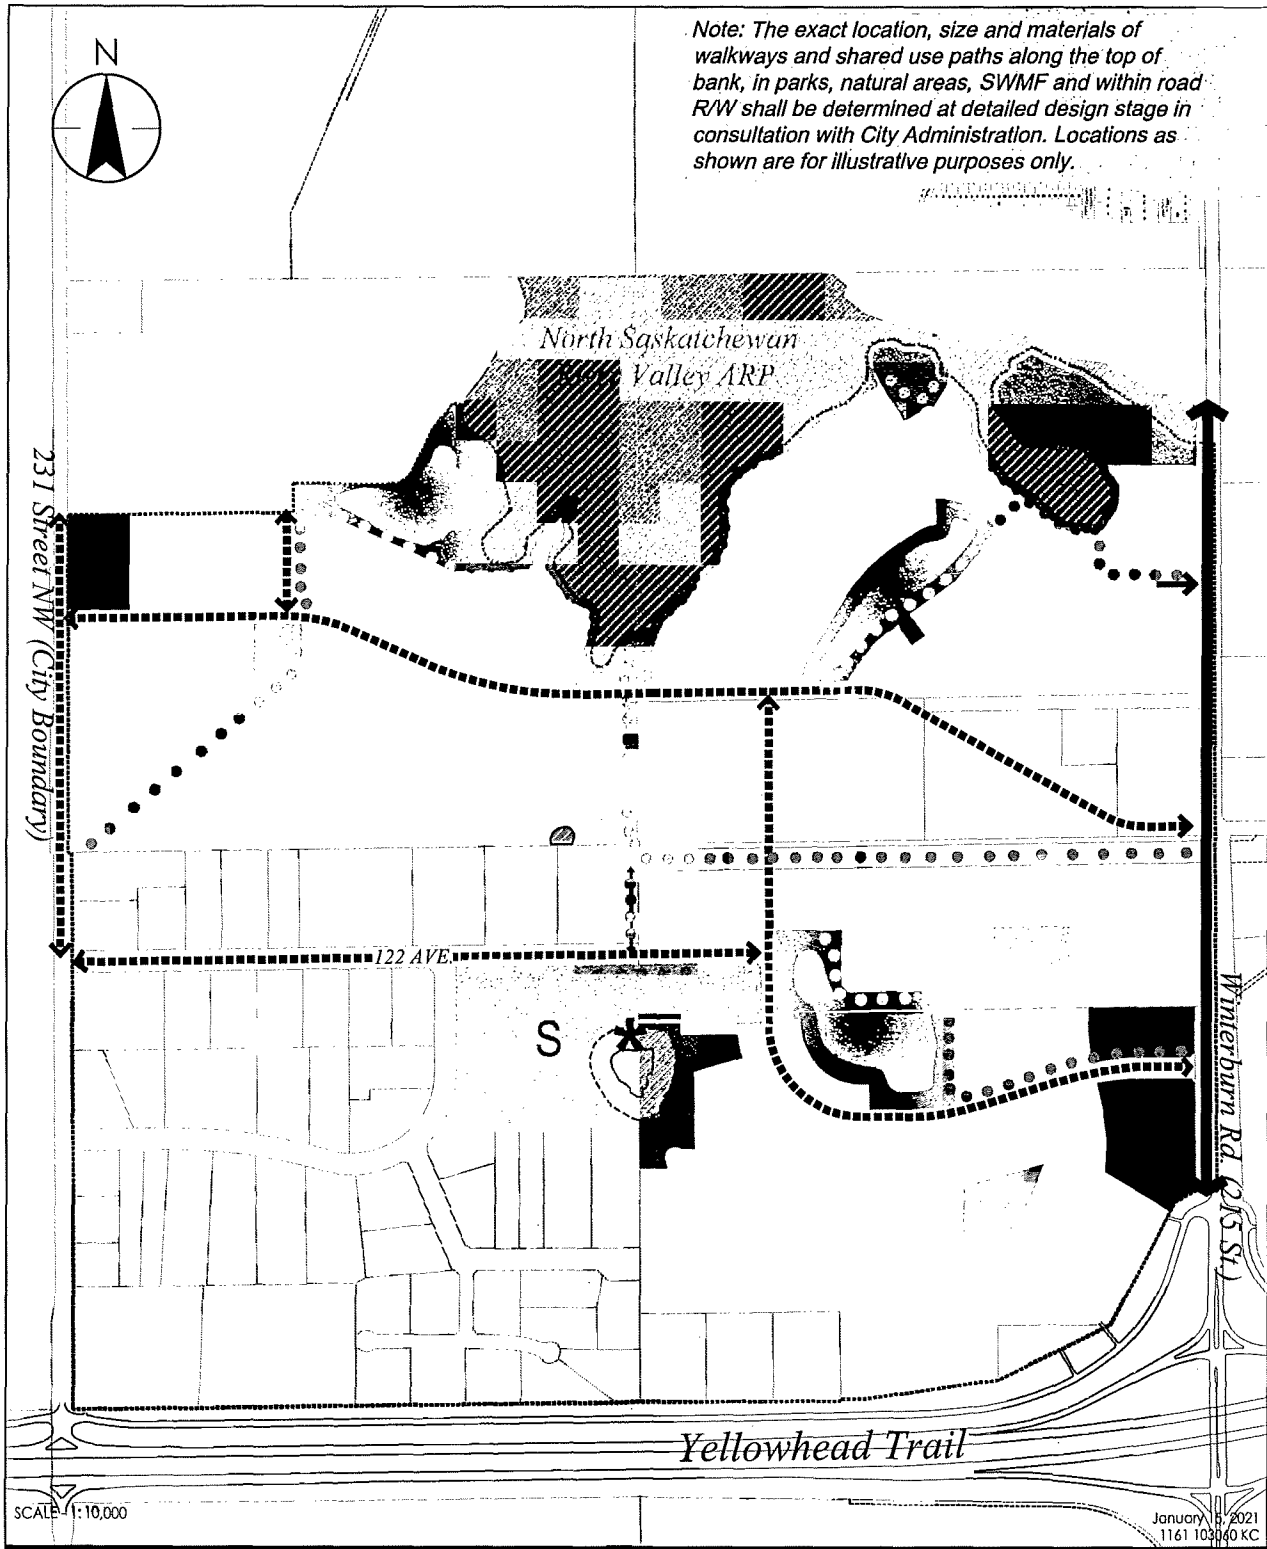 Note: The exact location, size and materials of
walkways and shared use paths along the top of
bank, in parks, natural areas, SWMF and within road
R/W shall be determined at detailed design stage in
consultation with City Administration. Locations as
shown are for illustrative purposes only.
N
North Saskatchewan
River Valley ARP
231 Street NW (City Boundary)
122 AVE.
S
Winterburn Rd. (215 St.)
Yellowhead Trail
SCALE 1:10,000
January 15, 2021
1161 103060 KC